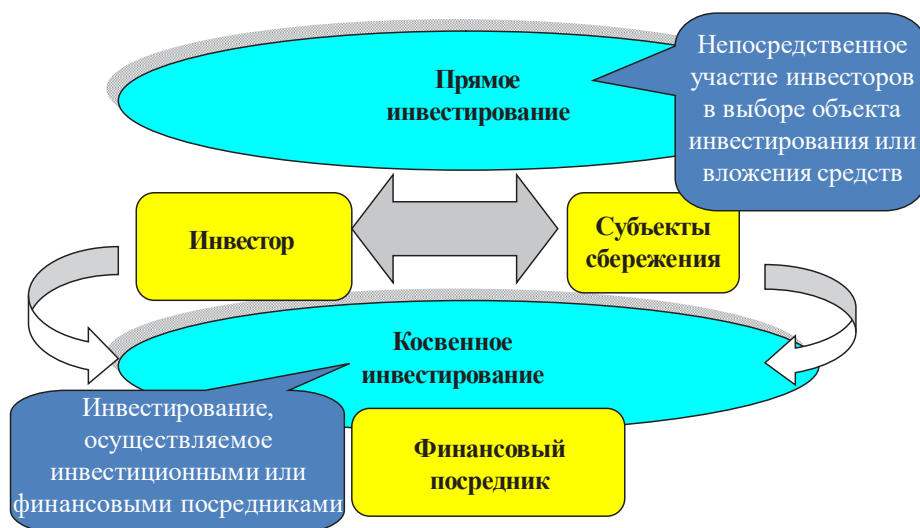 Прямое
инвестирование
Непосредственное
участие инвесторов
в выборе объекта
инвестирования или
вложения средств
Инвестор
Субъекты
сбережения
Косвенное
инвестирование
Инвестирование,
осуществляемое
инвестиционными или
финансовыми посредниками
Финансовый
посредник